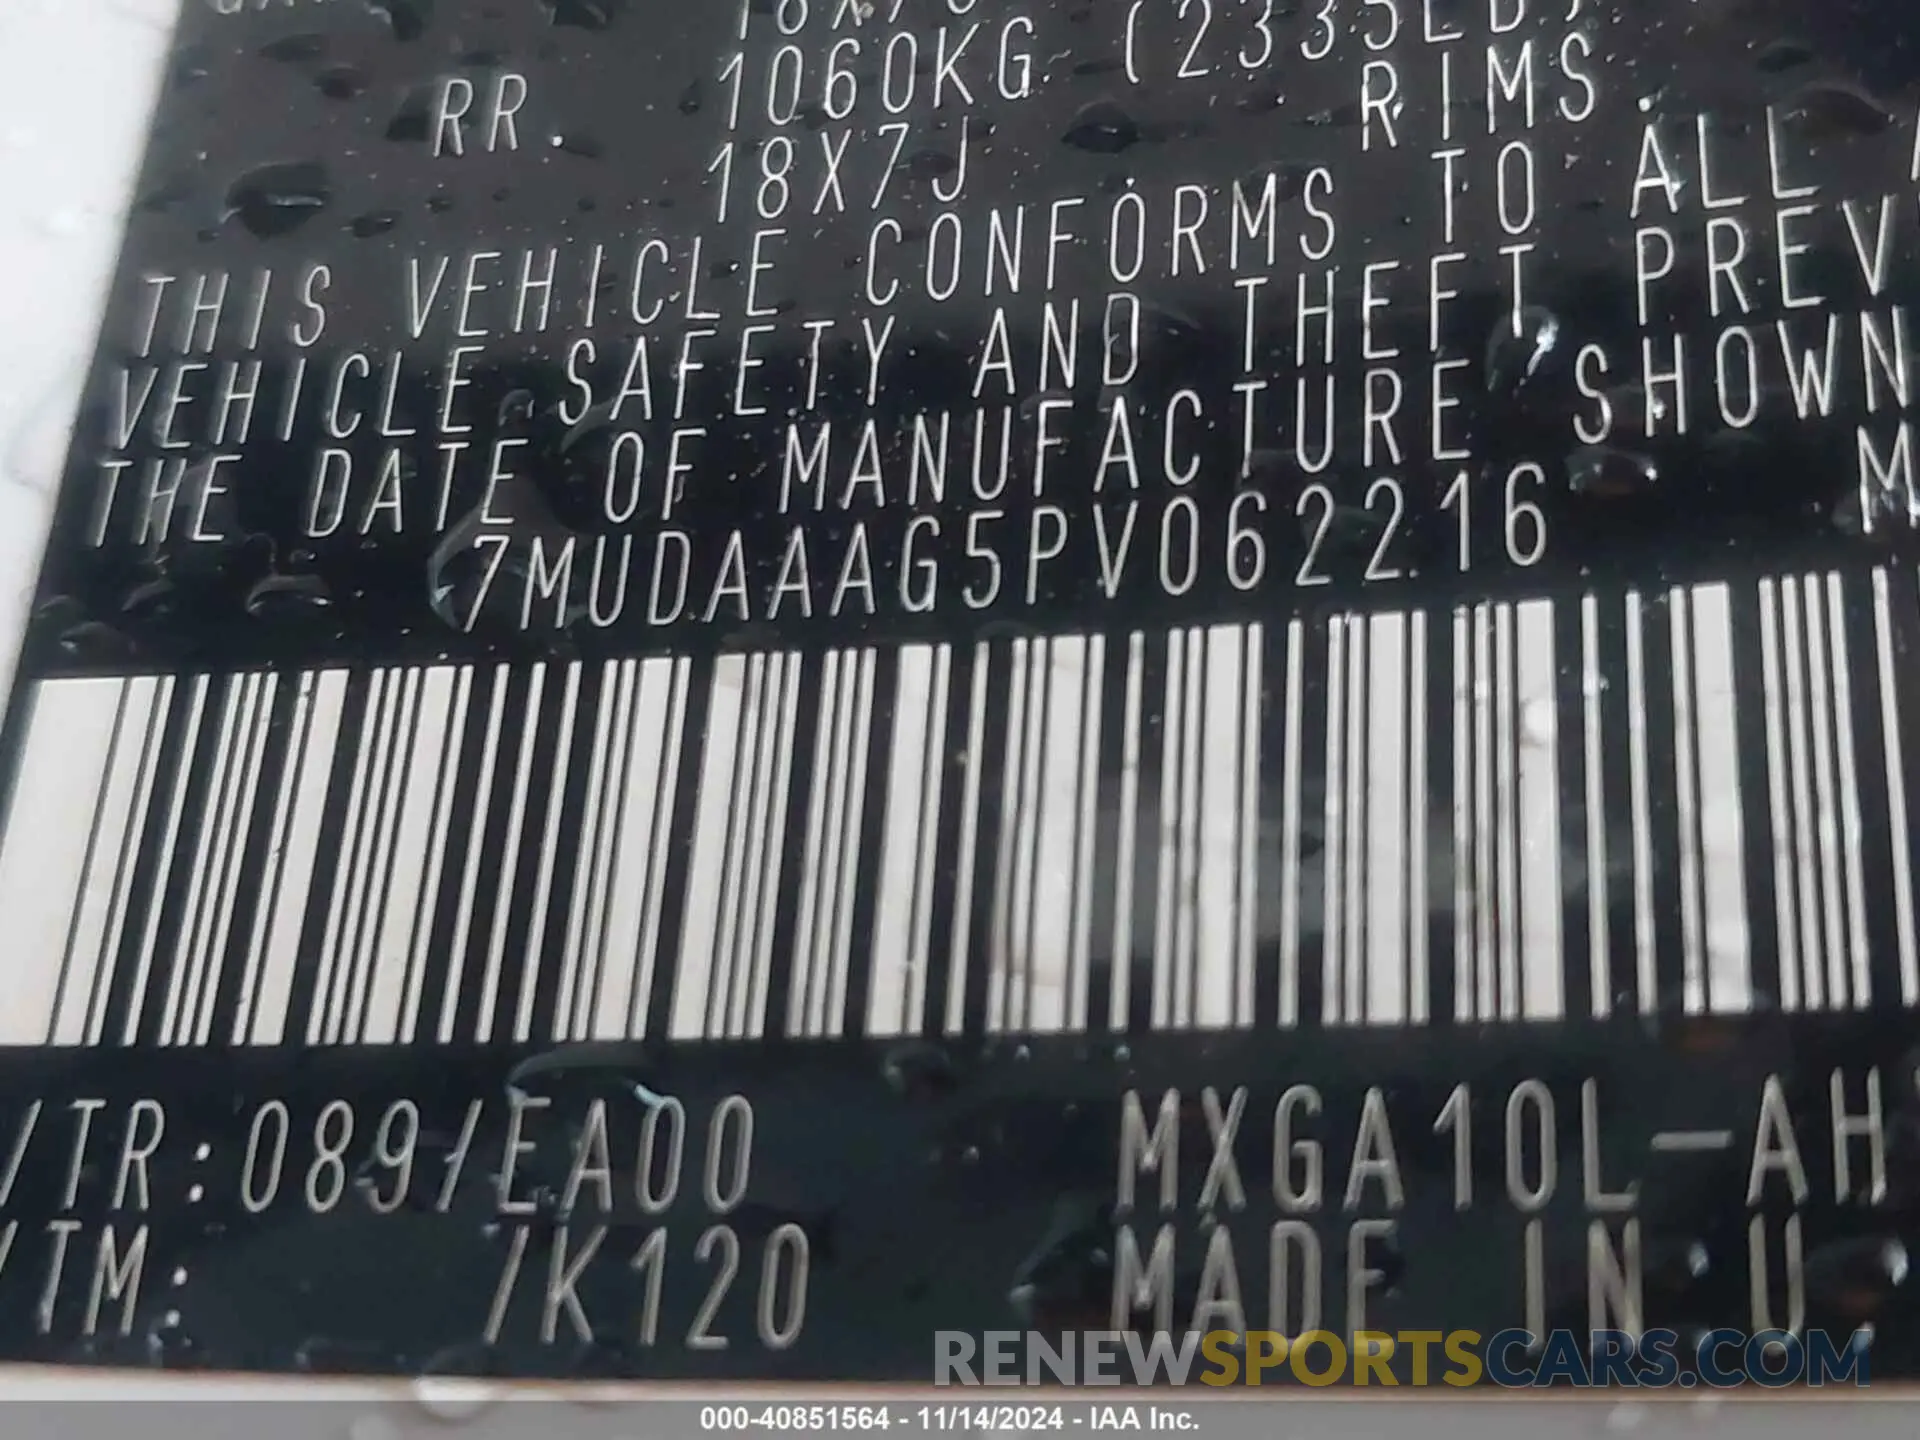 18X7J
1060KG (2335LB)
RR. RIMS.
18X7J
THIS VEHICLE CONFORMS TO ALL
VEHICLE SAFETY AND THEFT PREV
THE DATE OF MANUFACTURE SHOWN
7MUDAAAG5PV062216 M
/TR:089/EA00 MXGA10L-AH
/TM: /K120 MADE IN U.
RENEWSPORTSCARS.COM
000-40851564 - 11/14/2024 - IAA Inc.